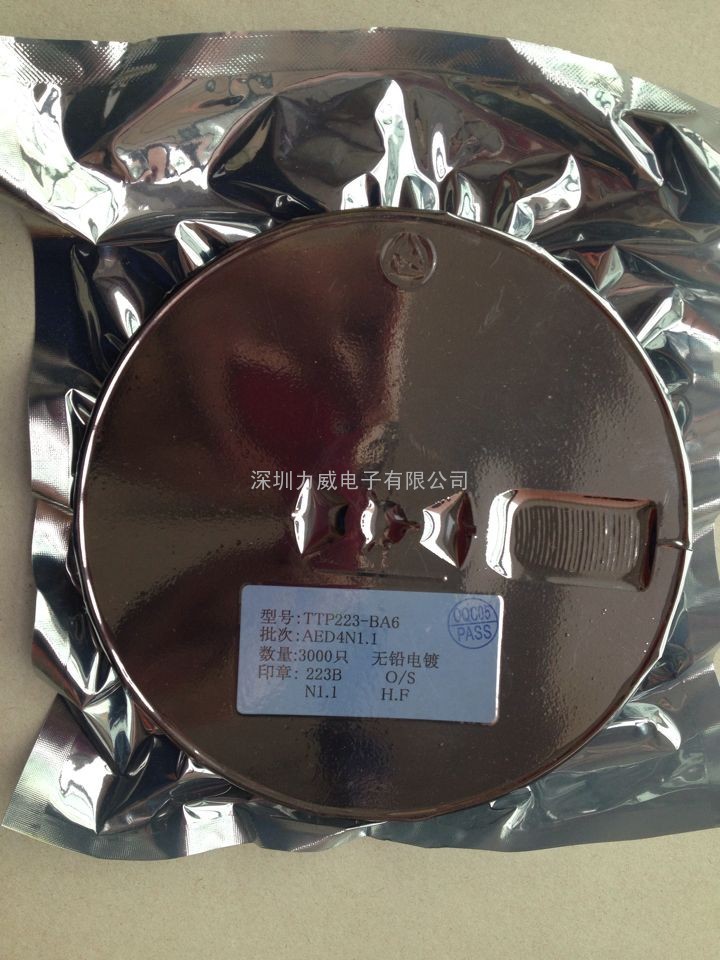 深圳力威电子有限公司
型号:TTP223-BA6
批次:AED4N1.1
数量:3000只 无铅电镀
印章: 223B O/S
N1.1 H.F
OQC05
PASS